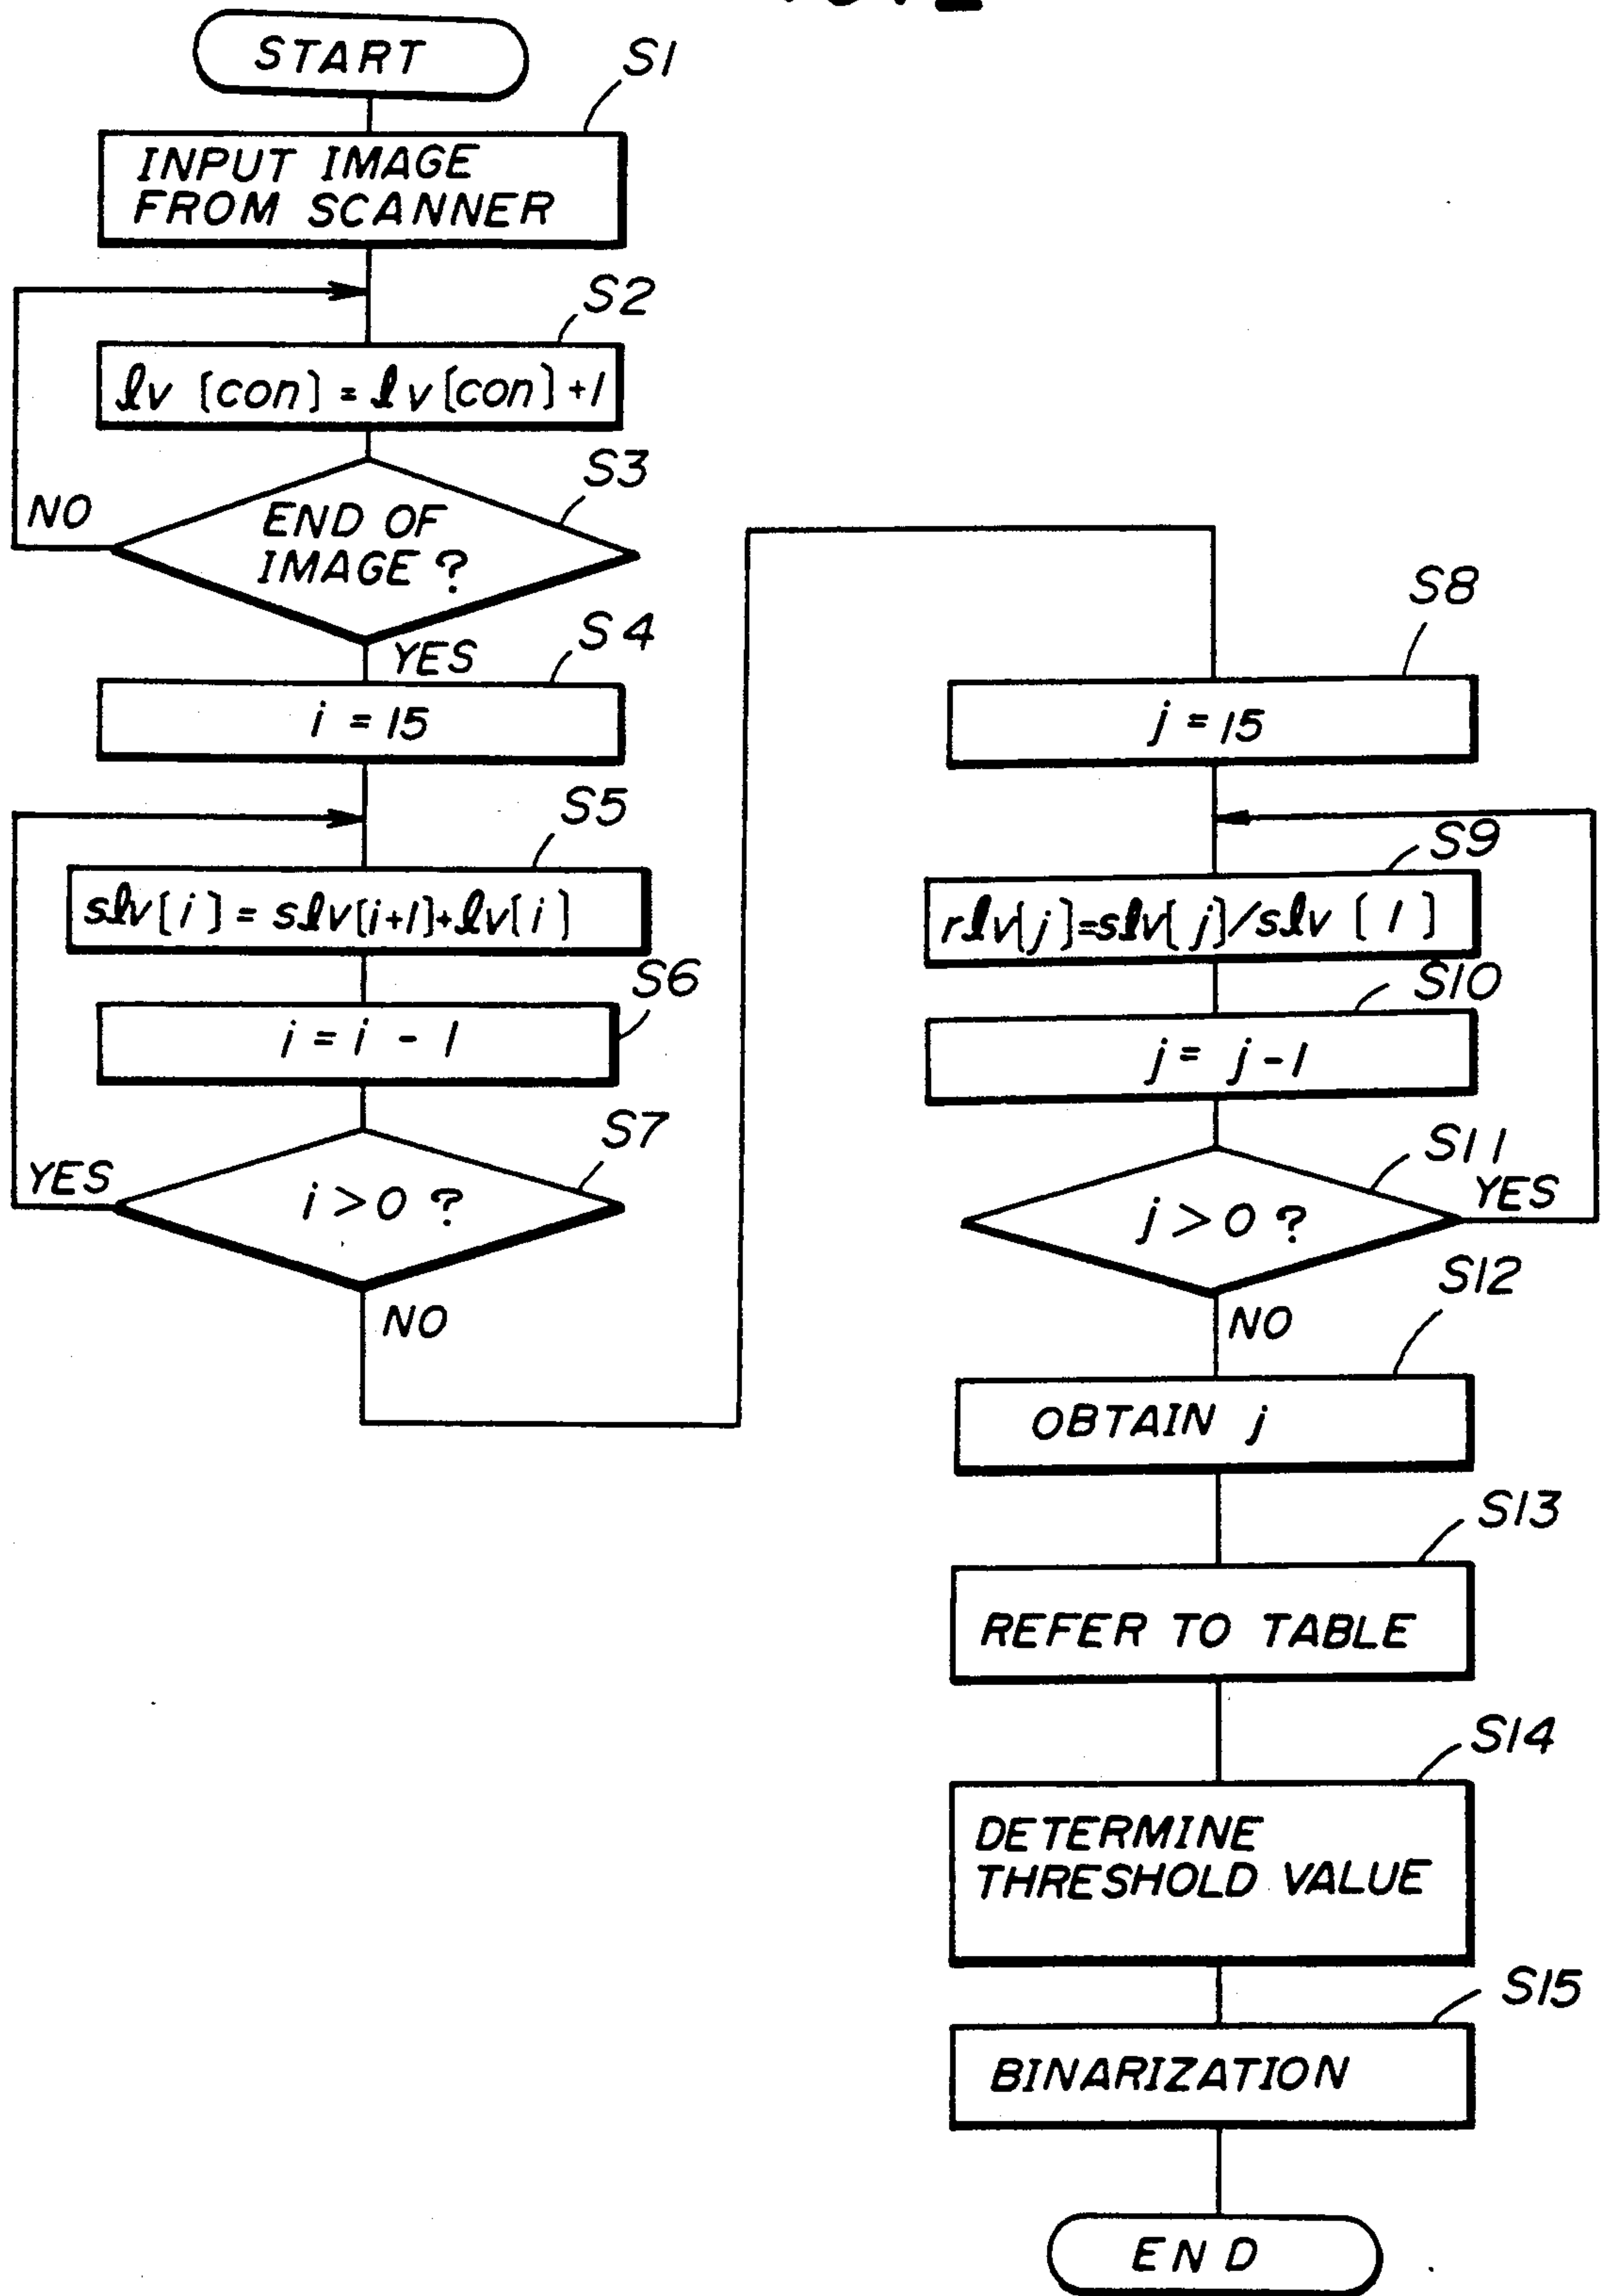 START
S1
INPUT IMAGE
FROM SCANNER
S2
lv [con] = lv [con] +1
S3
END OF
IMAGE ?
NO
YES
S4
i = 15
S5
slv [i] = slv [i+1] + lv [i]
S6
i = i - 1
S7
i > 0 ?
YES
NO
S8
j = 15
S9
rlv [j] = slv [j] / slv [1]
S10
j = j - 1
S11
j > 0 ?
YES
NO
S12
OBTAIN j
S13
REFER TO TABLE
S14
DETERMINE
THRESHOLD VALUE
S15
BINARIZATION
END